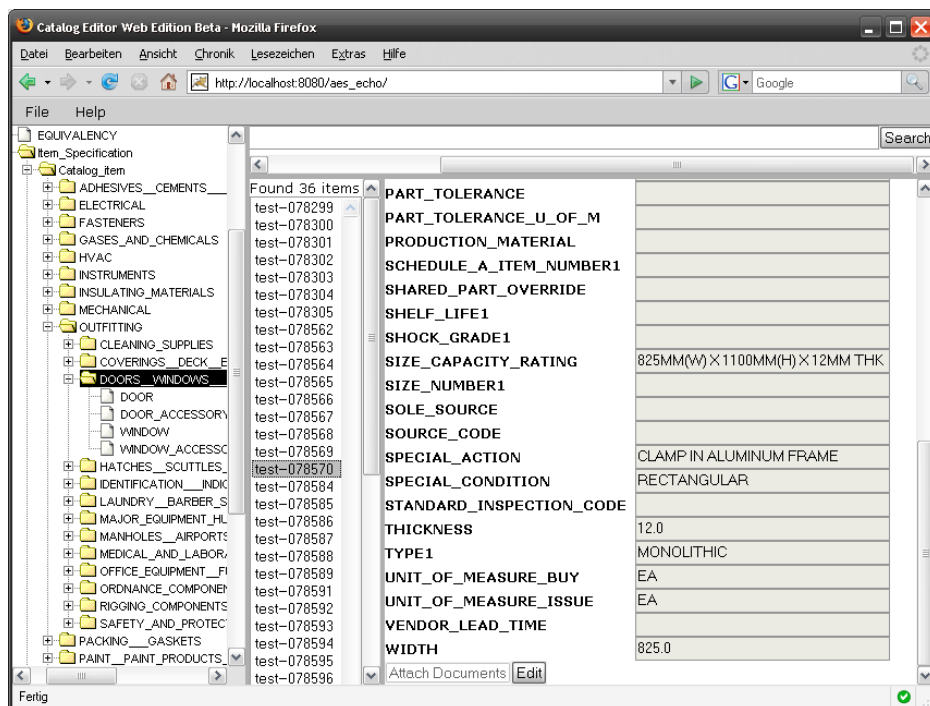 Catalog Editor Web Edition Beta - Mozilla Firefox
Datei Bearbeiten Ansicht Chronik Lesezeichen Extras Hilfe
http://localhost:8080/aes_echo/
G Google
File Help
Search
EQUIVALENCY
Item_Specification
Catalog_item
ADHESIVES__CEMENTS____
ELECTRICAL
FASTENERS
GASES_AND_CHEMICALS
HVAC
INSTRUMENTS
INSULATING_MATERIALS
MECHANICAL
OUTFITTING
CLEANING_SUPPLIES
COVERINGS__DECK__E
DOORS__WINDOWS__
DOOR
DOOR_ACCESSORY
WINDOW
WINDOW_ACCESSO
HATCHES__SCUTTLES_
IDENTIFICATION___INDIC
LAUNDRY__BARBER_S
MAJOR_EQUIPMENT_HU
MANHOLES__AIRPORTS
MEDICAL_AND_LABORA
OFFICE_EQUIPMENT__FU
ORDNANCE_COMPONEN
RIGGING_COMPONENTS
SAFETY_AND_PROTEC
PACKING___GASKETS
PAINT__PAINT_PRODUCTS_
Found 36 items
test-078299
test-078300
test-078301
test-078302
test-078303
test-078304
test-078305
test-078562
test-078563
test-078564
test-078565
test-078566
test-078567
test-078568
test-078569
test-078570
test-078584
test-078585
test-078586
test-078587
test-078588
test-078589
test-078591
test-078592
test-078593
test-078594
test-078595
test-078596
PART_TOLERANCE
PART_TOLERANCE_U_OF_M
PRODUCTION_MATERIAL
SCHEDULE_A_ITEM_NUMBER1
SHARED_PART_OVERRIDE
SHELF_LIFE1
SHOCK_GRADE1
SIZE_CAPACITY_RATING 825MM(W) X 1100MM(H) X 12MM THK
SIZE_NUMBER1
SOLE_SOURCE
SOURCE_CODE
SPECIAL_ACTION CLAMP IN ALUMINUM FRAME
SPECIAL_CONDITION RECTANGULAR
STANDARD_INSPECTION_CODE
THICKNESS 12.0
TYPE1 MONOLITHIC
UNIT_OF_MEASURE_BUY EA
UNIT_OF_MEASURE_ISSUE EA
VENDOR_LEAD_TIME
WIDTH 825.0
Attach Documents Edit
Fertig